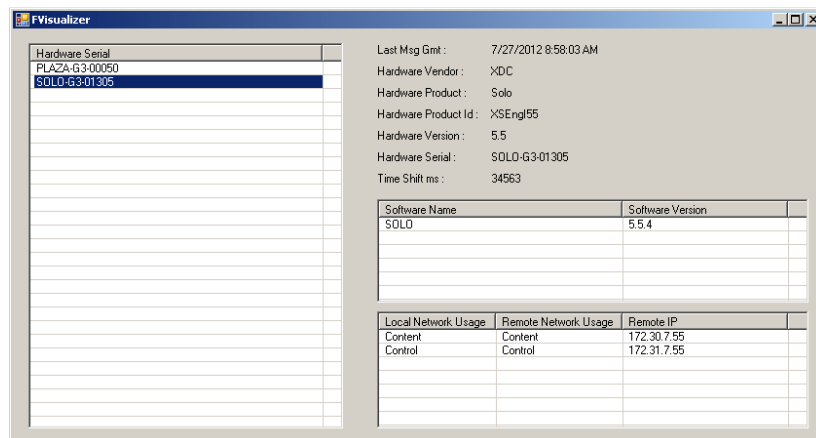 FVisualizer
Hardware Serial
PLAZA-G3-00050
SOLO-G3-01305
Last Msg Gmt : 7/27/2012 8:58:03 AM
Hardware Vendor : XDC
Hardware Product : Solo
Hardware Product Id : XSEngl55
Hardware Version : 5.5
Hardware Serial : SOLO-G3-01305
Time Shift ms : 34563
Software Name Software Version
SOLO 5.5.4
Local Network Usage Remote Network Usage Remote IP
Content Content 172.30.7.55
Control Control 172.31.7.55